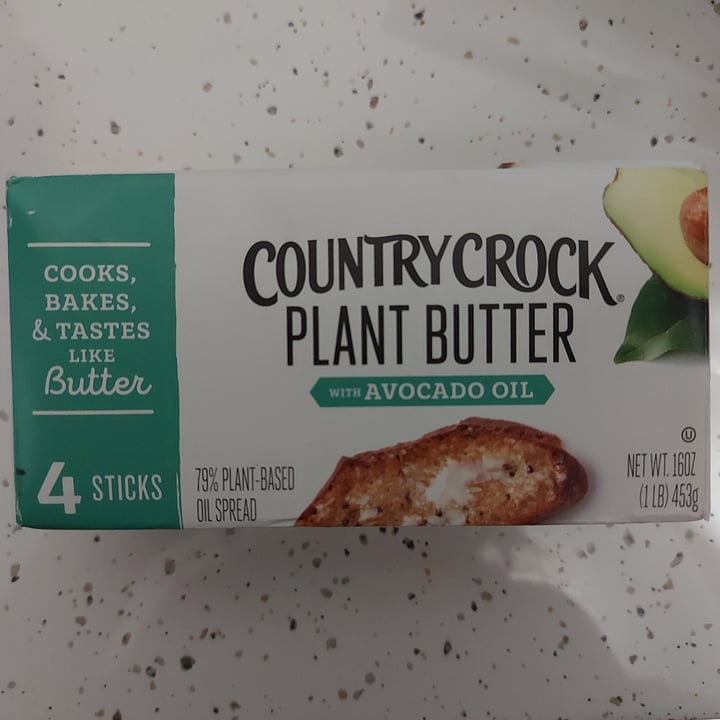 COOKS,
BAKES,
& TASTES
LIKE
Butter
4 STICKS
COUNTRY CROCK®
PLANT BUTTER
WITH AVOCADO OIL
79% PLANT-BASED
OIL SPREAD
U
NET WT. 16OZ
(1 LB) 453g